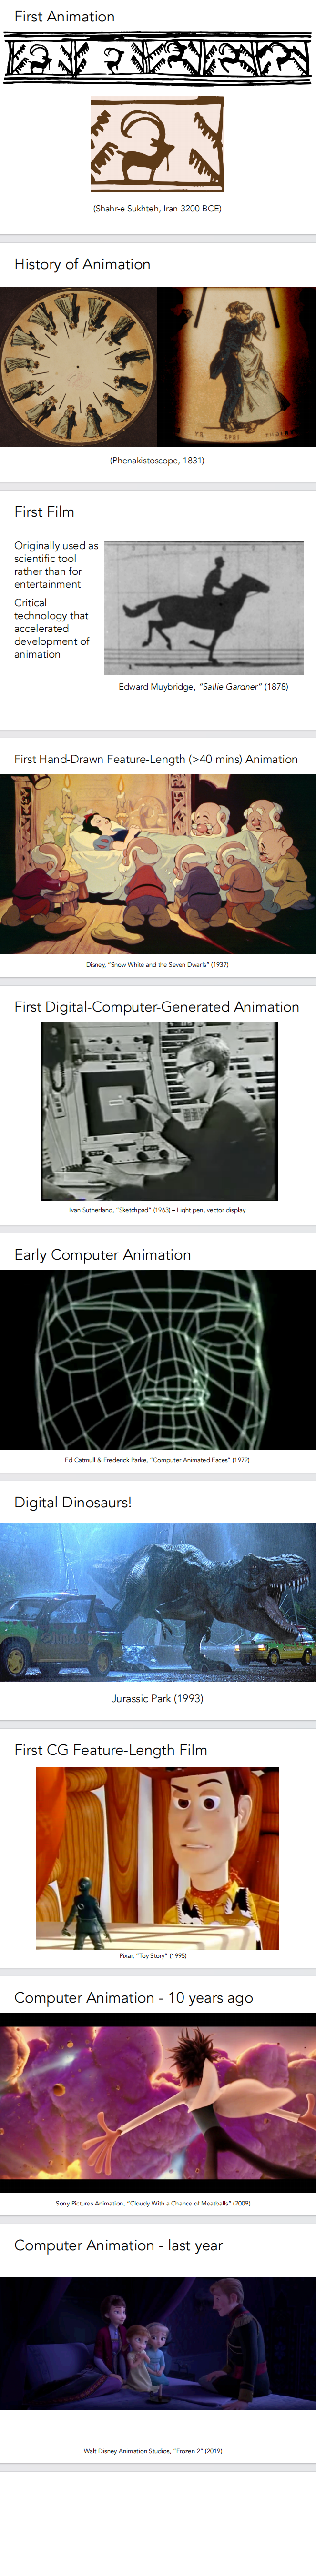 First Animation
(Shahr-e Sukhteh, Iran 3200 BCE)
History of Animation
(Phenakistoscope, 1831)
First Film
Originally used as
scientific tool
rather than for
entertainment
Critical
technology that
accelerated
development of
animation
Edward Muybridge, “Sallie Gardner” (1878)
First Hand-Drawn Feature-Length (>40 mins) Animation
Disney, “Snow White and the Seven Dwarfs” (1937)
First Digital-Computer-Generated Animation
Ivan Sutherland, “Sketchpad” (1963) – Light pen, vector display
Early Computer Animation
Ed Catmull & Frederick Parke, “Computer Animated Faces” (1972)
Digital Dinosaurs!
Jurassic Park (1993)
First CG Feature-Length Film
Pixar, “Toy Story” (1995)
Computer Animation - 10 years ago
Sony Pictures Animation, “Cloudy With a Chance of Meatballs” (2009)
Computer Animation - last year
Walt Disney Animation Studios, “Frozen 2” (2019)